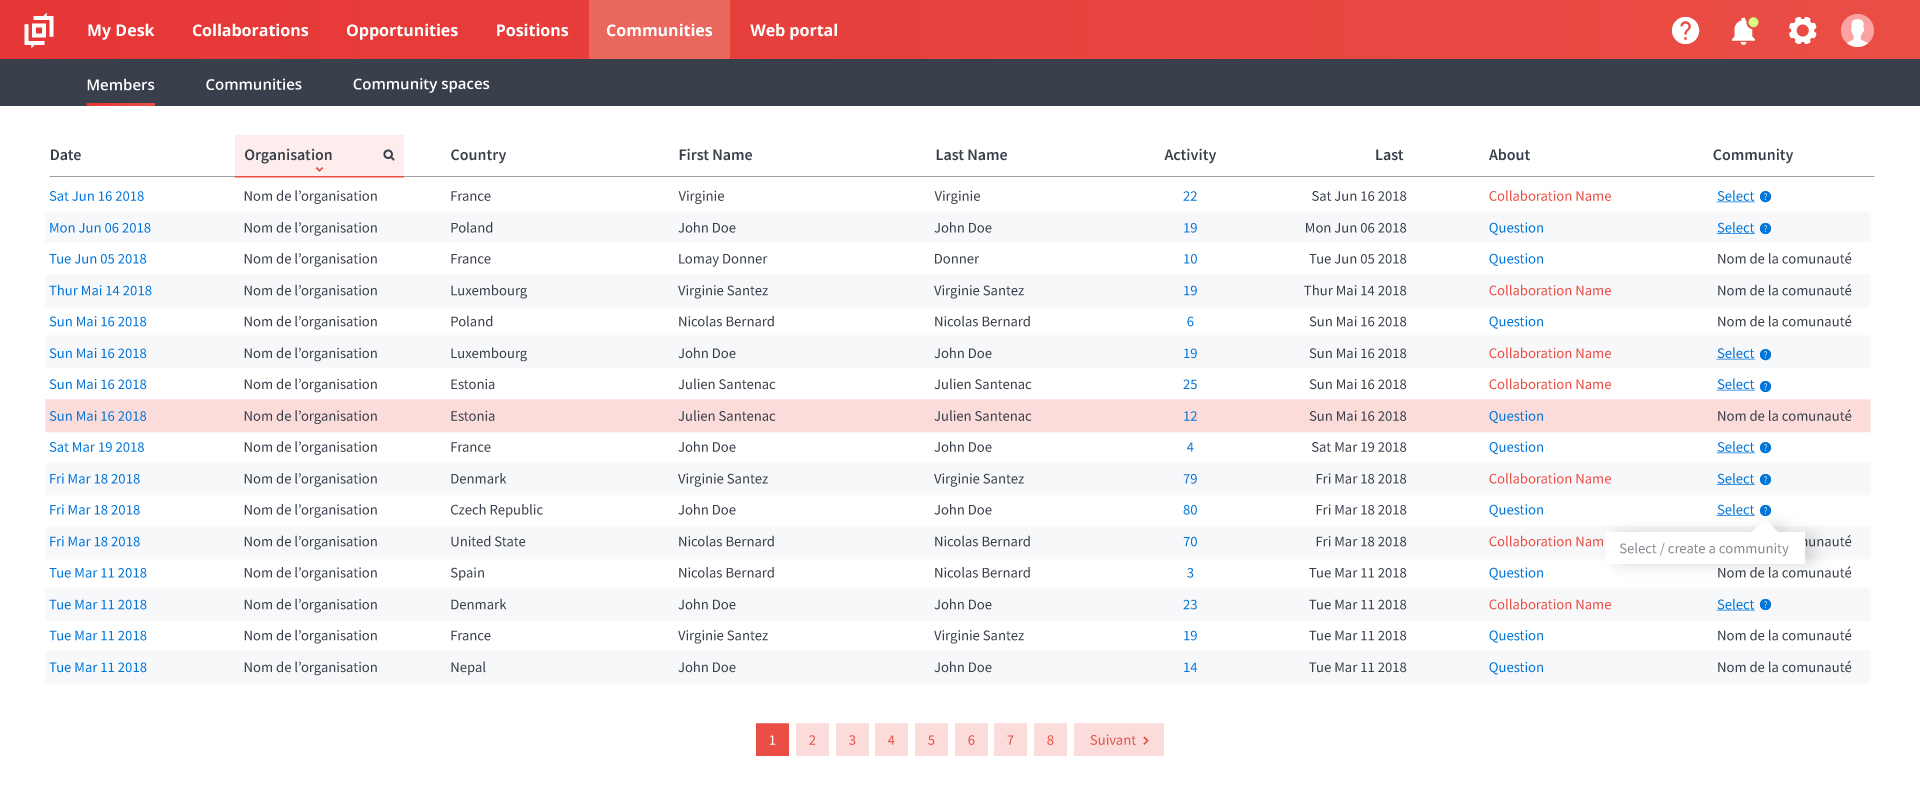 My Desk Collaborations Opportunities Positions Communities Web portal ?
Members Communities Community spaces
Date Organisation Country First Name Last Name Activity Last About Community
Sat Jun 16 2018 Nom de l’organisation France Virginie Virginie 22 Sat Jun 16 2018 Collaboration Name Select ?
Mon Jun 06 2018 Nom de l’organisation Poland John Doe John Doe 19 Mon Jun 06 2018 Question Select ?
Tue Jun 05 2018 Nom de l’organisation France Lomay Donner Donner 10 Tue Jun 05 2018 Question Nom de la comunauté
Thur Mai 14 2018 Nom de l’organisation Luxembourg Virginie Santez Virginie Santez 19 Thur Mai 14 2018 Collaboration Name Nom de la comunauté
Sun Mai 16 2018 Nom de l’organisation Poland Nicolas Bernard Nicolas Bernard 6 Sun Mai 16 2018 Question Nom de la comunauté
Sun Mai 16 2018 Nom de l’organisation Luxembourg John Doe John Doe 19 Sun Mai 16 2018 Collaboration Name Select ?
Sun Mai 16 2018 Nom de l’organisation Estonia Julien Santenac Julien Santenac 25 Sun Mai 16 2018 Collaboration Name Select ?
Sun Mai 16 2018 Nom de l’organisation Estonia Julien Santenac Julien Santenac 12 Sun Mai 16 2018 Question Nom de la comunauté
Sat Mar 19 2018 Nom de l’organisation France John Doe John Doe 4 Sat Mar 19 2018 Question Select ?
Fri Mar 18 2018 Nom de l’organisation Denmark Virginie Santez Virginie Santez 79 Fri Mar 18 2018 Collaboration Name Select ?
Fri Mar 18 2018 Nom de l’organisation Czech Republic John Doe John Doe 80 Fri Mar 18 2018 Question Select ?
Fri Mar 18 2018 Nom de l’organisation United State Nicolas Bernard Nicolas Bernard 70 Fri Mar 18 2018 Collaboration
Select / create a community
Tue Mar 11 2018 Nom de l’organisation Spain Nicolas Bernard Nicolas Bernard 3 Tue Mar 11 2018 Question Nom de la comunauté
Tue Mar 11 2018 Nom de l’organisation Denmark John Doe John Doe 23 Tue Mar 11 2018 Collaboration Name Select ?
Tue Mar 11 2018 Nom de l’organisation France Virginie Santez Virginie Santez 19 Tue Mar 11 2018 Question Nom de la comunauté
Tue Mar 11 2018 Nom de l’organisation Nepal John Doe John Doe 14 Tue Mar 11 2018 Question Nom de la comunauté
1 2 3 4 5 6 7 8 Suivant